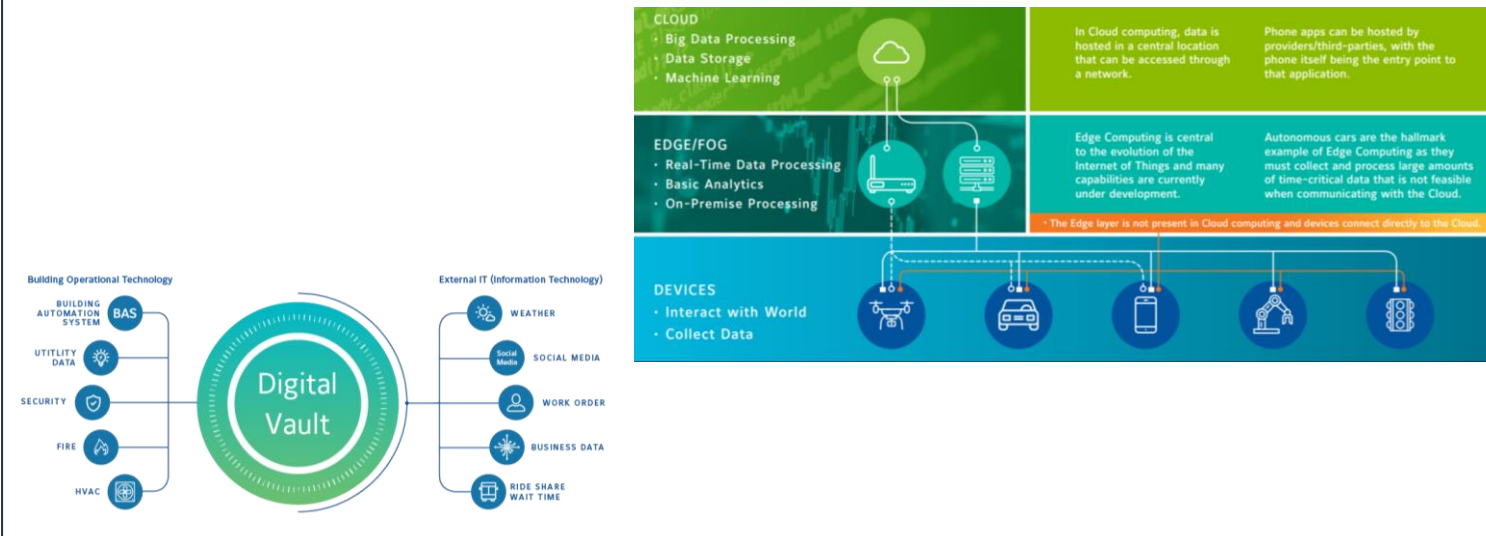 Building Operational Technology
BUILDING
AUTOMATION
SYSTEM
BAS
UTITLITY
DATA
SECURITY
FIRE
HVAC
Digital
Vault
External IT (Information Technology)
WEATHER
Social
Media
SOCIAL MEDIA
WORK ORDER
BUSINESS DATA
RIDE SHARE
WAIT TIME
CLOUD
· Big Data Processing
· Data Storage
· Machine Learning
In Cloud computing, data is
hosted in a central location
that can be accessed through
a network.
Phone apps can be hosted by
providers/third-parties, with the
phone itself being the entry point to
that application.
EDGE/FOG
· Real-Time Data Processing
· Basic Analytics
· On-Premise Processing
Edge Computing is central
to the evolution of the
Internet of Things and many
capabilities are currently
under development.
Autonomous cars are the hallmark
example of Edge Computing as they
must collect and process large amounts
of time-critical data that is not feasible
when communicating with the Cloud.
· The Edge layer is not present in Cloud computing and devices connect directly to the Cloud.
DEVICES
· Interact with World
· Collect Data